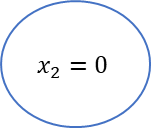 x₂ = 0